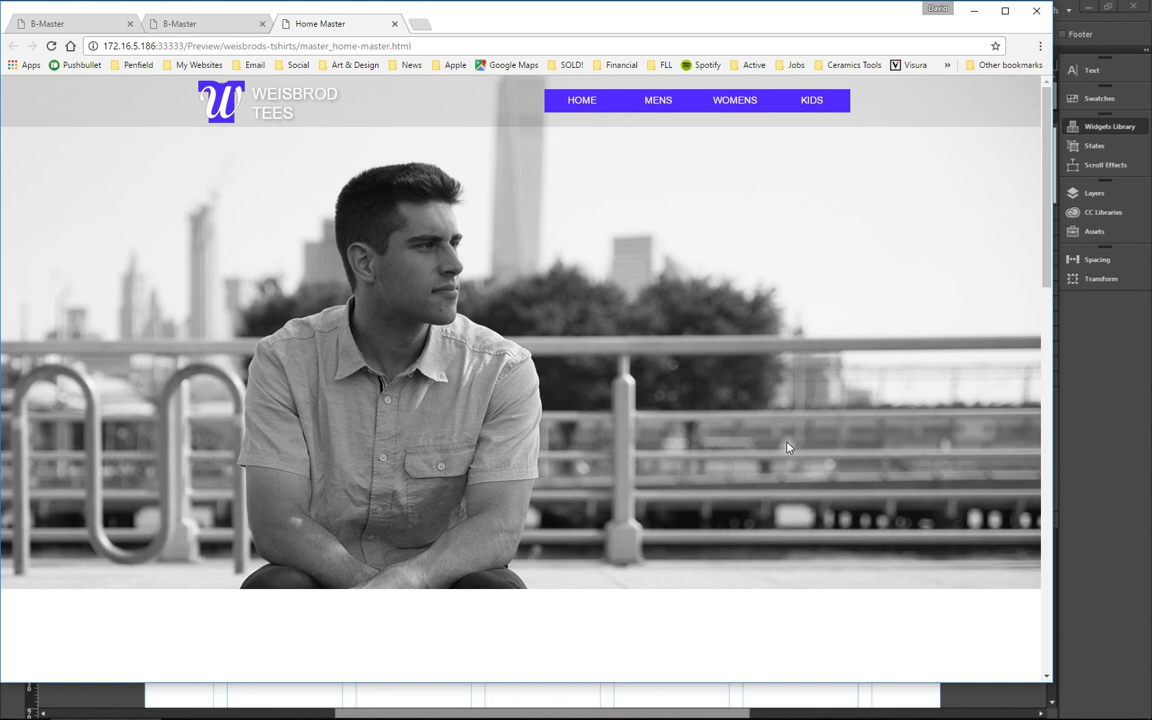 David
B-Master
B-Master
Home Master
172.16.5.186:33333/Preview/weisbrods-tshirts/master_home-master.html
Apps Pushbullet Penfield My Websites Email Social Art & Design News Apple Google Maps SOLD! Financial FLL Spotify Active Jobs Ceramics Tools Visura » Other bookmarks
W WEISBROD
TEES
HOME MENS WOMENS KIDS
Footer
Text
Swatches
Widgets Library
States
Scroll Effects
Layers
CC Libraries
Assets
Spacing
Transform